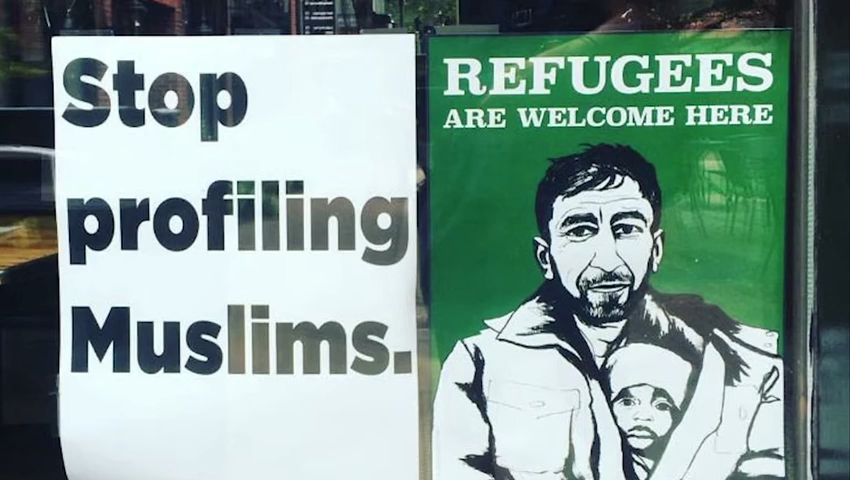 Stop
profiling
Muslims.
REFUGEES
ARE WELCOME HERE